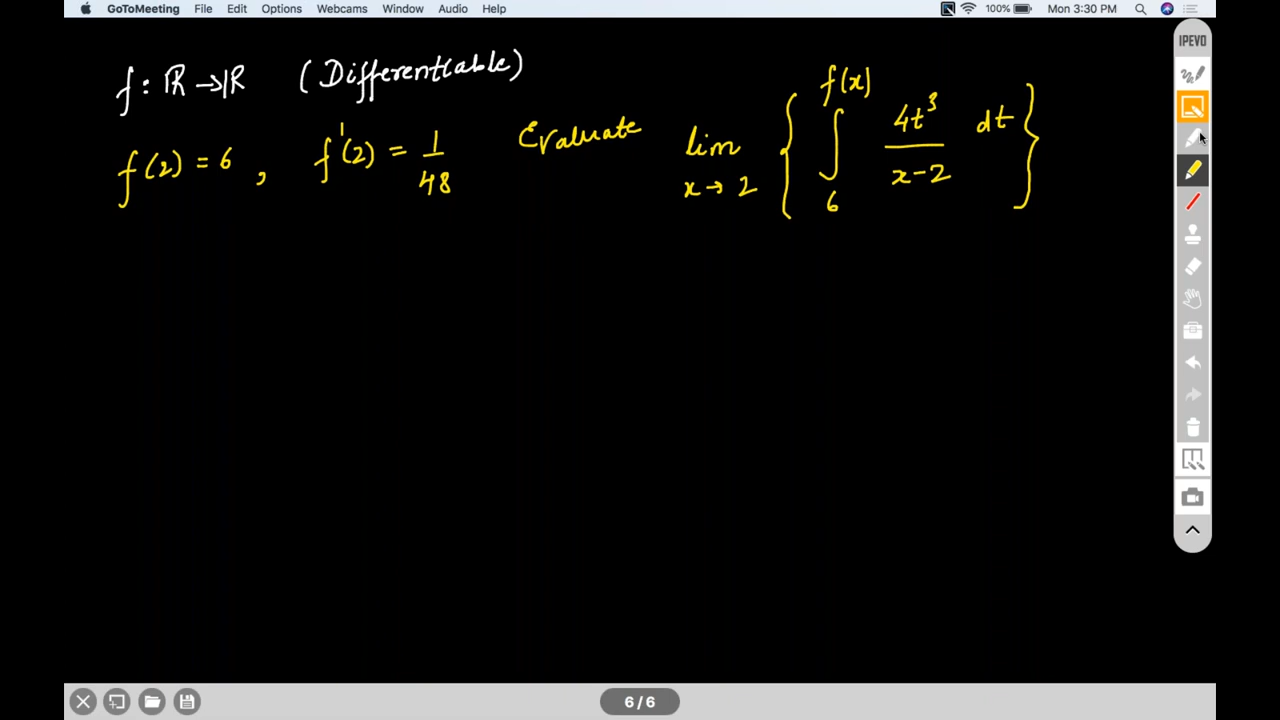 GoToMeeting File Edit Options Webcams Window Audio Help 100% Mon 3:30 PM
IPEVO
f : ℝ → ℝ (Differentiable)
f(2) = 6 , f'(2) = 1/48 Evaluate lim x→2 { ∫_6^{f(x)} 4t³/(x-2) dt }
6 / 6